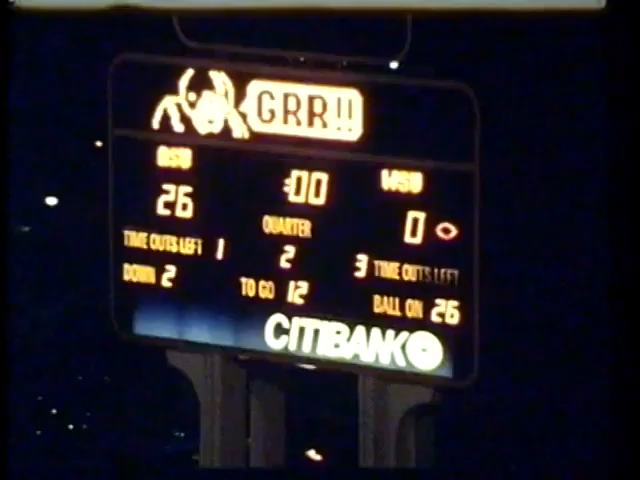 GRR!!
:00 WSU
26 0
QUARTER
TIME OUTS LEFT 1 2 3 TIME OUTS LEFT
DOWN 2 TO GO 12 BALL ON 26
CITIBANK